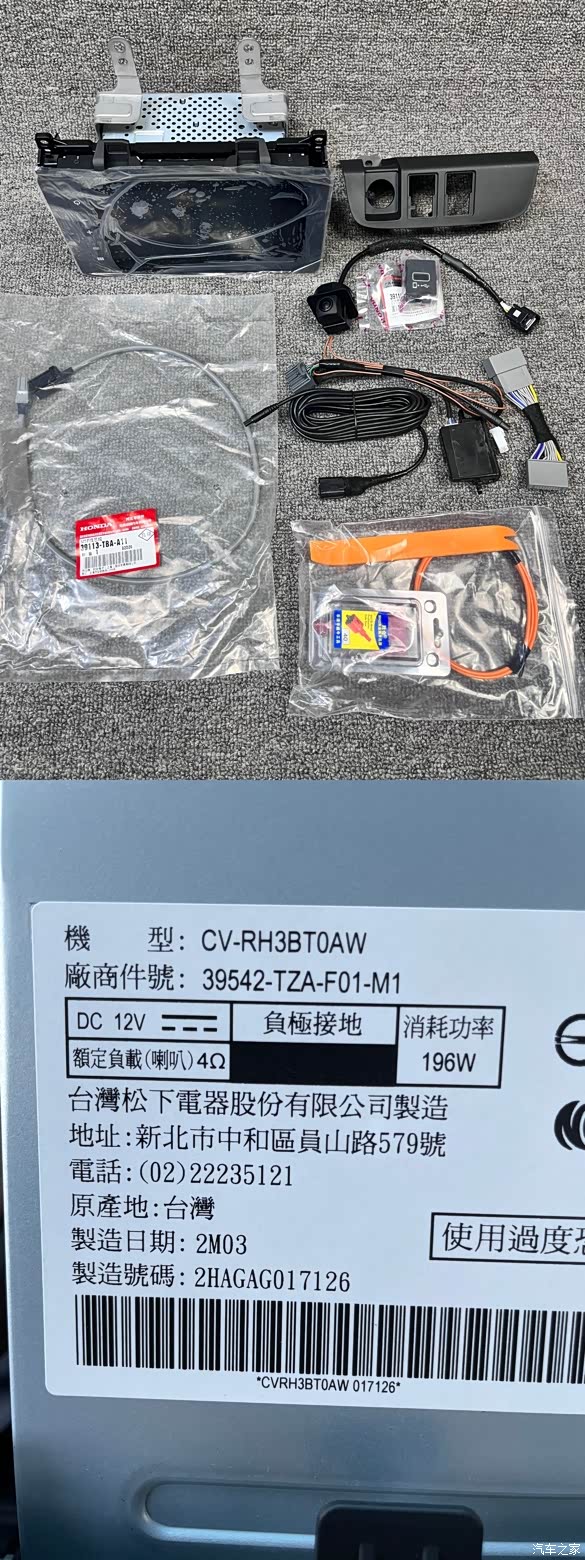 HONDA
39113-TBA-A11
機 型: CV-RH3BT0AW
廠商件號: 39542-TZA-F01-M1
DC 12V
負極接地
消耗功率
額定負載(喇叭)4Ω
196W
台灣松下電器股份有限公司製造
地址:新北市中和區員山路579號
電話:(02)22235121
原產地:台灣
製造日期: 2M03
使用過度
製造號碼: 2HAGAG017126
*CVRH3BT0AW 017126*
汽车之家